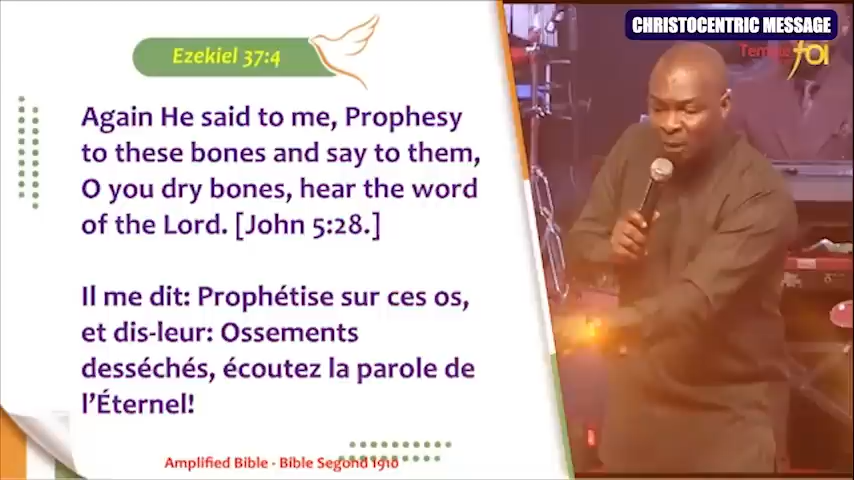 Ezekiel 37:4
Again He said to me, Prophesy
to these bones and say to them,
O you dry bones, hear the word
of the Lord. [John 5:28.]
Il me dit: Prophétise sur ces os,
et dis-leur: Ossements
desséchés, écoutez la parole de
l'Éternel!
Amplified Bible - Bible Segond 1910
CHRISTOCENTRIC MESSAGE
Temple
foi